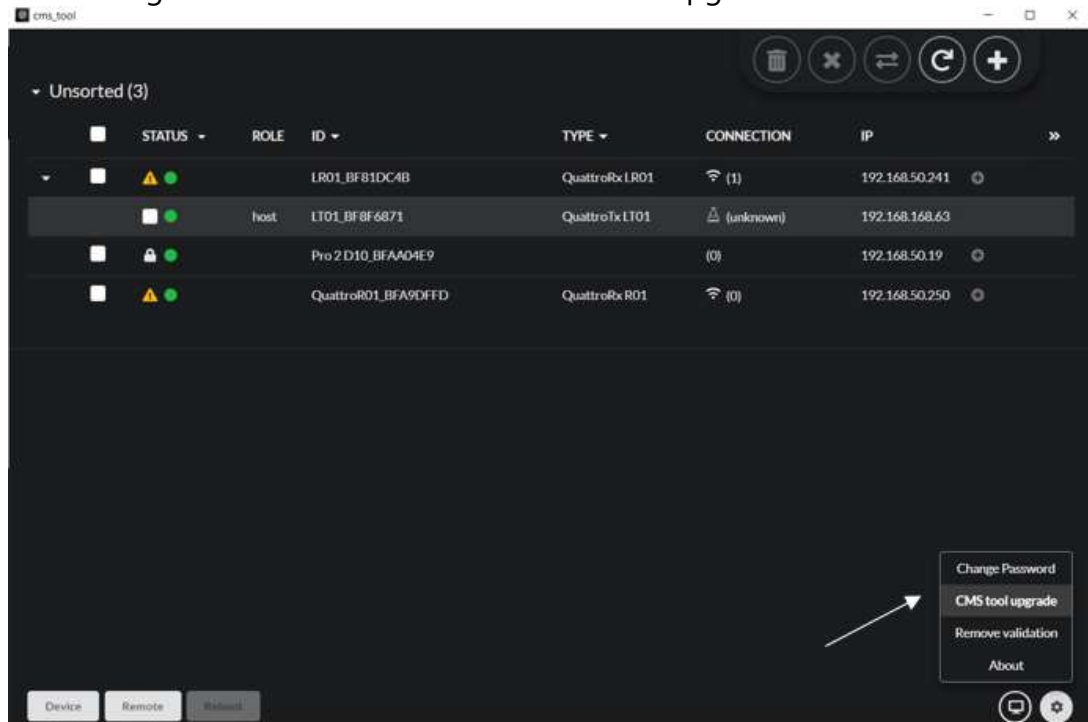 cms_tool
Unsorted (3)
STATUS ROLE ID TYPE CONNECTION IP »
LR01_BF81DC4B QuattroRx LR01 (1) 192.168.50.241
host LT01_BF8F6871 QuattroTx LT01 (unknown) 192.168.168.63
Pro 2 D10_BFAA04E9 (0) 192.168.50.19
QuattroR01_BFA9DFFD QuattroRx R01 (0) 192.168.50.250
Change Password
CMS tool upgrade
Remove validation
About
Device Remote Reboot